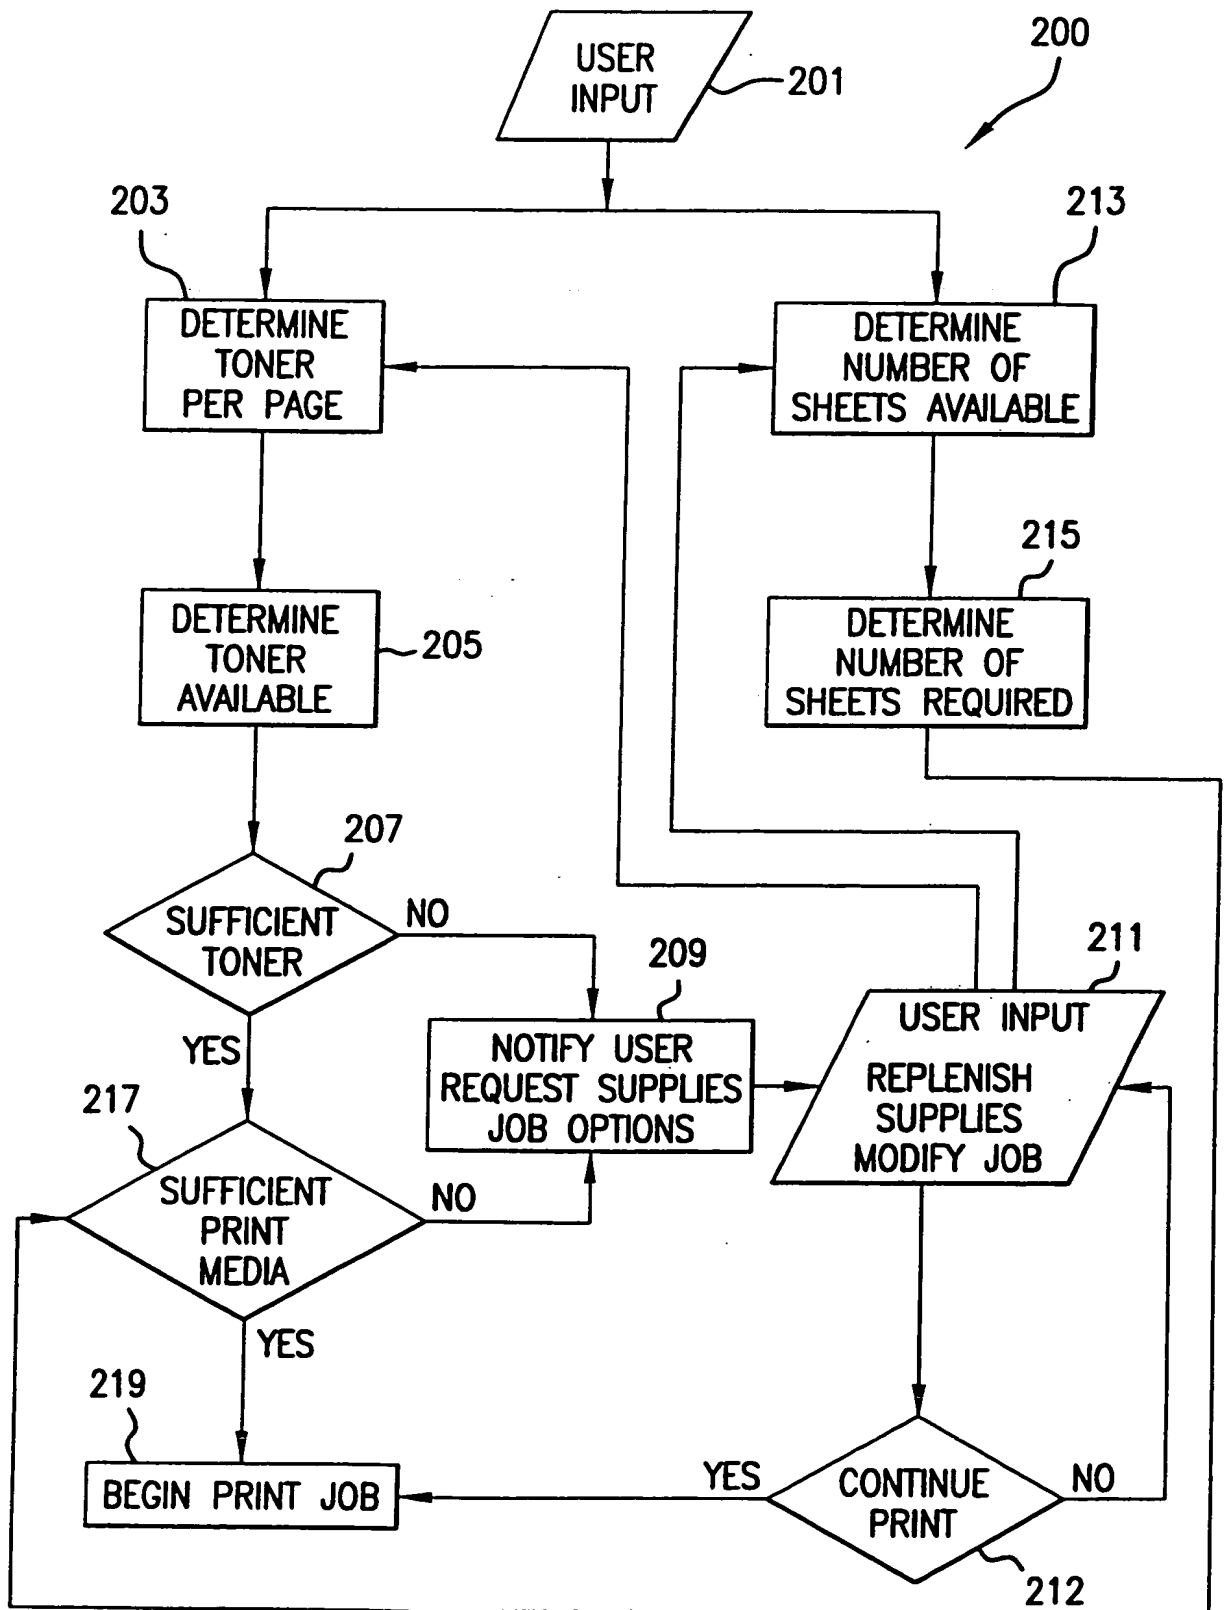 USER
INPUT
201
200
203
213
DETERMINE
TONER
PER PAGE
DETERMINE
NUMBER OF
SHEETS AVAILABLE
215
DETERMINE
TONER
AVAILABLE
205
DETERMINE
NUMBER OF
SHEETS REQUIRED
207
SUFFICIENT
TONER
NO
YES
209
NOTIFY USER
REQUEST SUPPLIES
JOB OPTIONS
211
USER INPUT
REPLENISH
SUPPLIES
MODIFY JOB
217
SUFFICIENT
PRINT
MEDIA
NO
YES
219
BEGIN PRINT JOB
YES
CONTINUE
PRINT
NO
212